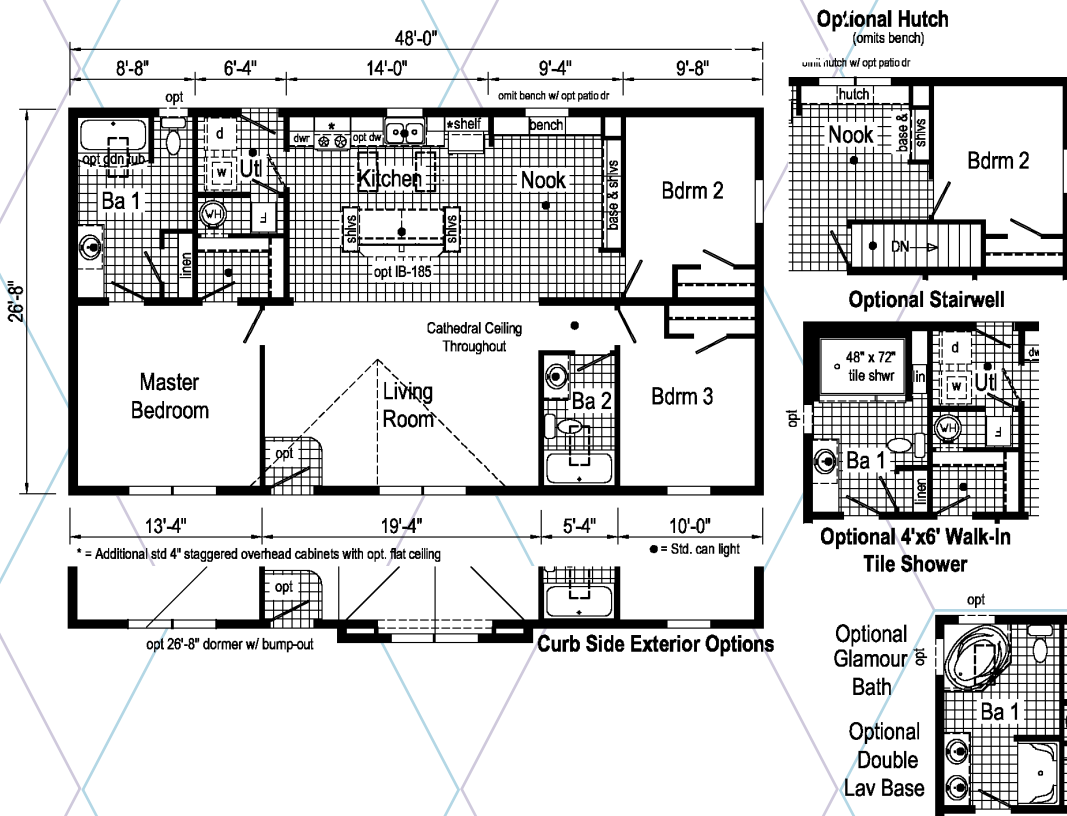 48'-0"
8'-8" 6'-4" 14'-0" 9'-4" 9'-8"
opt
omit bench w/ opt patio dr
26'-8"
d
w
Utl
opt gdn tub
Ba 1
WH
F
linen
dwr
*
opt dw
*shelf
bench
Kitchen
Nook
shlvs
shlvs
opt IB-185
base & shlvs
Bdrm 2
Cathedral Ceiling
Throughout
Master
Bedroom
Living
Room
opt
Ba 2
Bdrm 3
13'-4" 19'-4" 5'-4" 10'-0"
* = Additional std 4" staggered overhead cabinets with opt. flat ceiling
= Std. can light
opt
opt 26'-8" dormer w/ bump-out
Curb Side Exterior Options
Optional Hutch
(omits bench)
omit hutch w/ opt patio dr
hutch
Nook
base &
shlvs
Bdrm 2
DN
Optional Stairwell
48" x 72"
tile shwr
lin
d
w
Utl
dw
opt
WH
F
Ba 1
linen
Optional 4'x6' Walk-In
Tile Shower
opt
Optional
Glamour
Bath
opt
Ba 1
Optional
Double
Lav Base